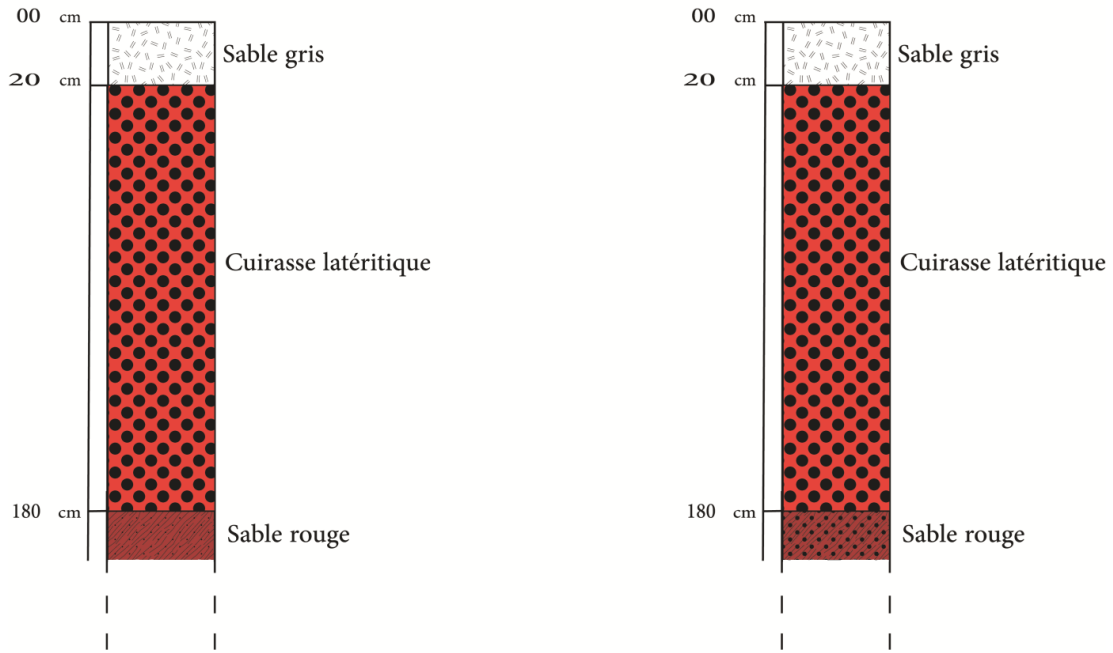 00 cm
Sable gris
20 cm
Cuirasse latéritique
180 cm
Sable rouge
00 cm
Sable gris
20 cm
Cuirasse latéritique
180 cm
Sable rouge